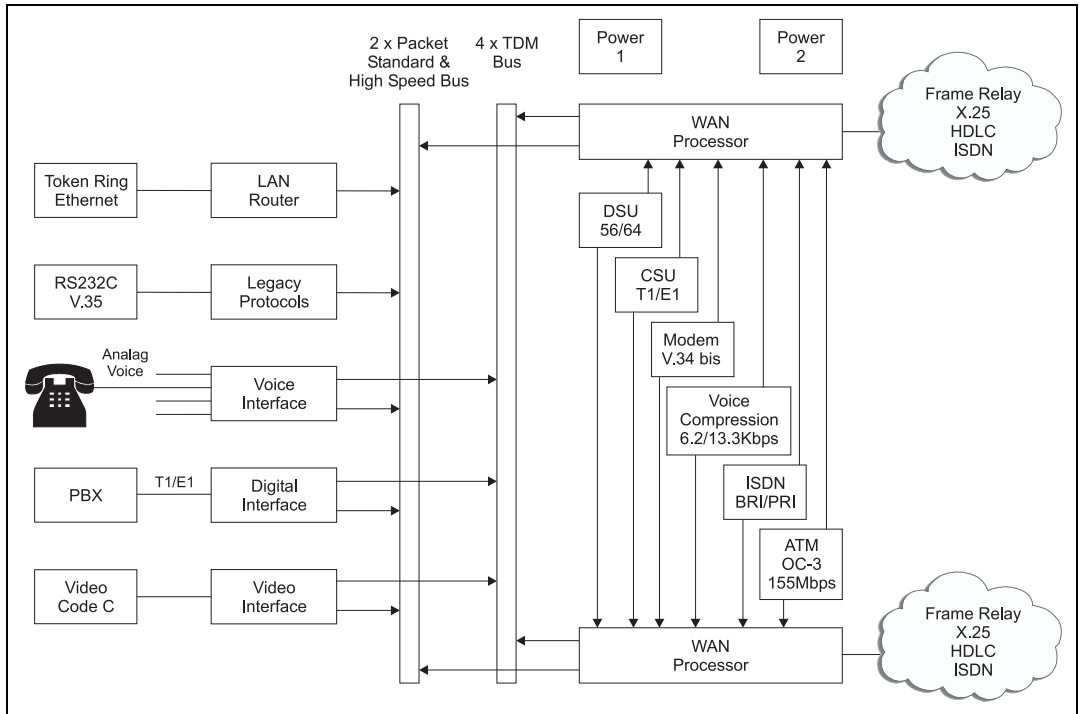 2 x Packet
Standard &
High Speed Bus
4 x TDM
Bus
Power
1
Power
2
WAN
Processor
Frame Relay
X.25
HDLC
ISDN
Token Ring
Ethernet
LAN
Router
DSU
56/64
RS232C
V.35
Legacy
Protocols
CSU
T1/E1
Modem
V.34 bis
Analag
Voice
Voice
Interface
Voice
Compression
6.2/13.3Kbps
PBX
T1/E1
Digital
Interface
ISDN
BRI/PRI
ATM
OC-3
155Mbps
Video
Code C
Video
Interface
WAN
Processor
Frame Relay
X.25
HDLC
ISDN